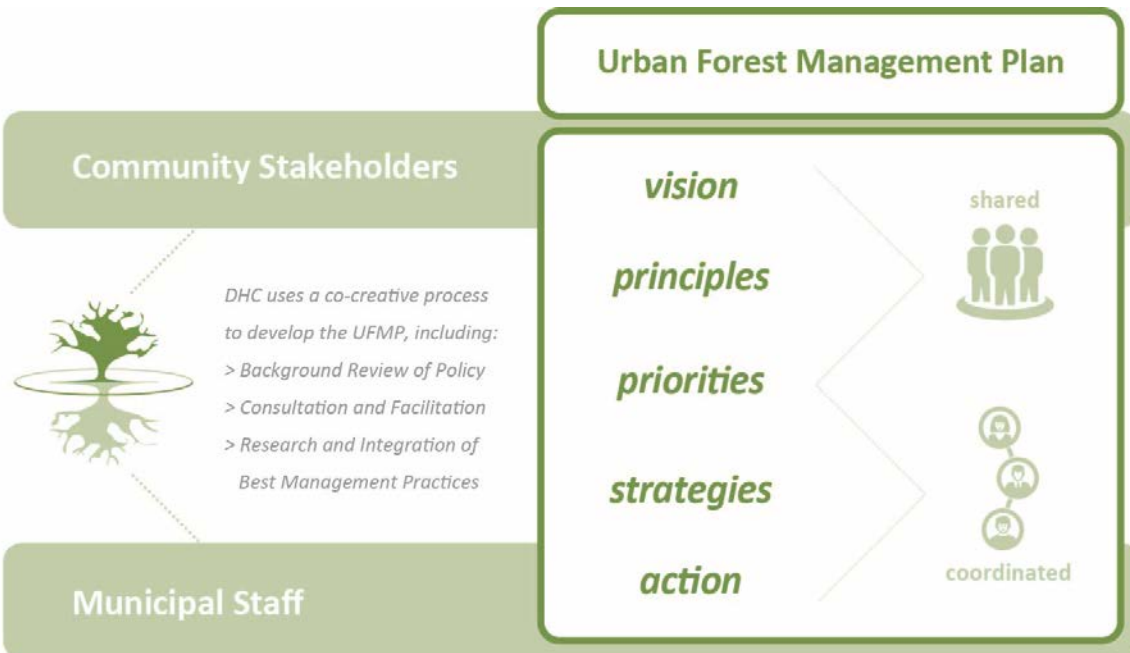 Urban Forest Management Plan
Community Stakeholders
DHC uses a co-creative process
to develop the UFMP, including:
> Background Review of Policy
> Consultation and Facilitation
> Research and Integration of
Best Management Practices
Municipal Staff
vision
principles
priorities
strategies
action
shared
coordinated